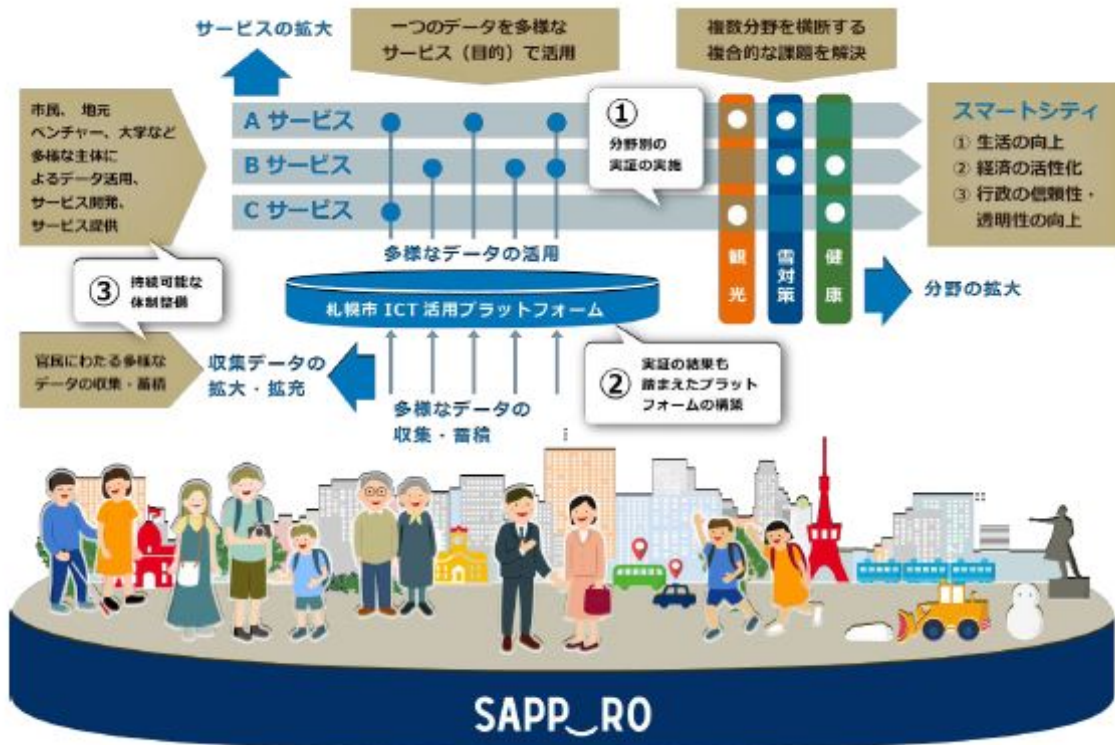 サービスの拡大
一つのデータを多様な
サービス（目的）で活用
複数分野を横断する
複合的な課題を解決
市民、 地元
ベンチャー、大学など
多様な主体に
よるデータ活用、
サービス開発、
サービス提供
A サービス
B サービス
C サービス
①
分野別の
実証の実施
観光
雪対策
健康
スマートシティ
① 生活の向上
② 経済の活性化
③ 行政の信頼性・
透明性の向上
多様なデータの活用
③ 持続可能な
体制整備
札幌市 ICT 活用プラットフォーム
分野の拡大
官民にわたる多様な
データの収集・蓄積
収集データの
拡大・拡充
② 実証の結果も
踏まえたプラット
フォームの構築
多様なデータの
収集・蓄積
SAPP_RO